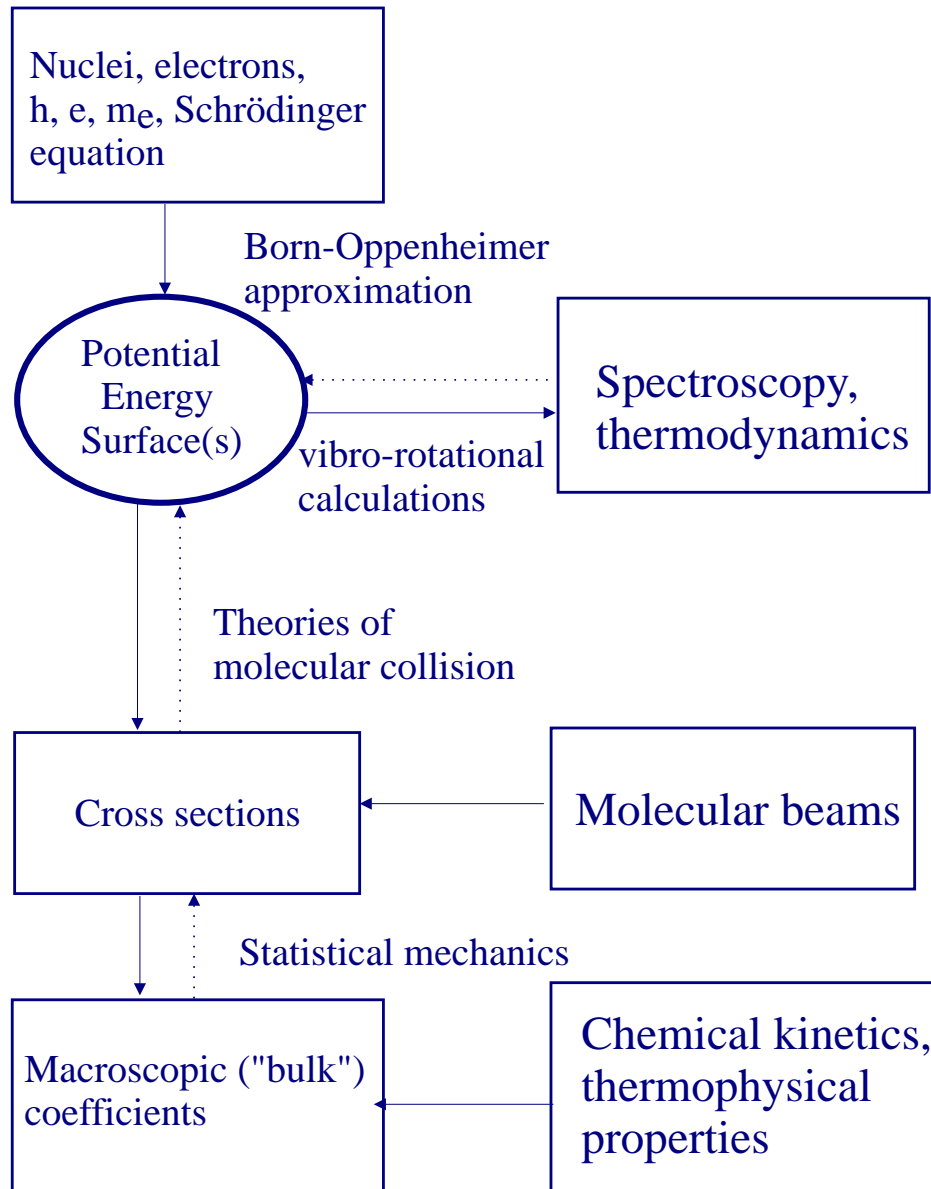 Nuclei, electrons,
h, e, me, Schrödinger
equation
Born-Oppenheimer
approximation
Potential
Energy
Surface(s)
Spectroscopy,
thermodynamics
vibro-rotational
calculations
Theories of
molecular collision
Cross sections
Molecular beams
Statistical mechanics
Macroscopic ("bulk")
coefficients
Chemical kinetics,
thermophysical
properties